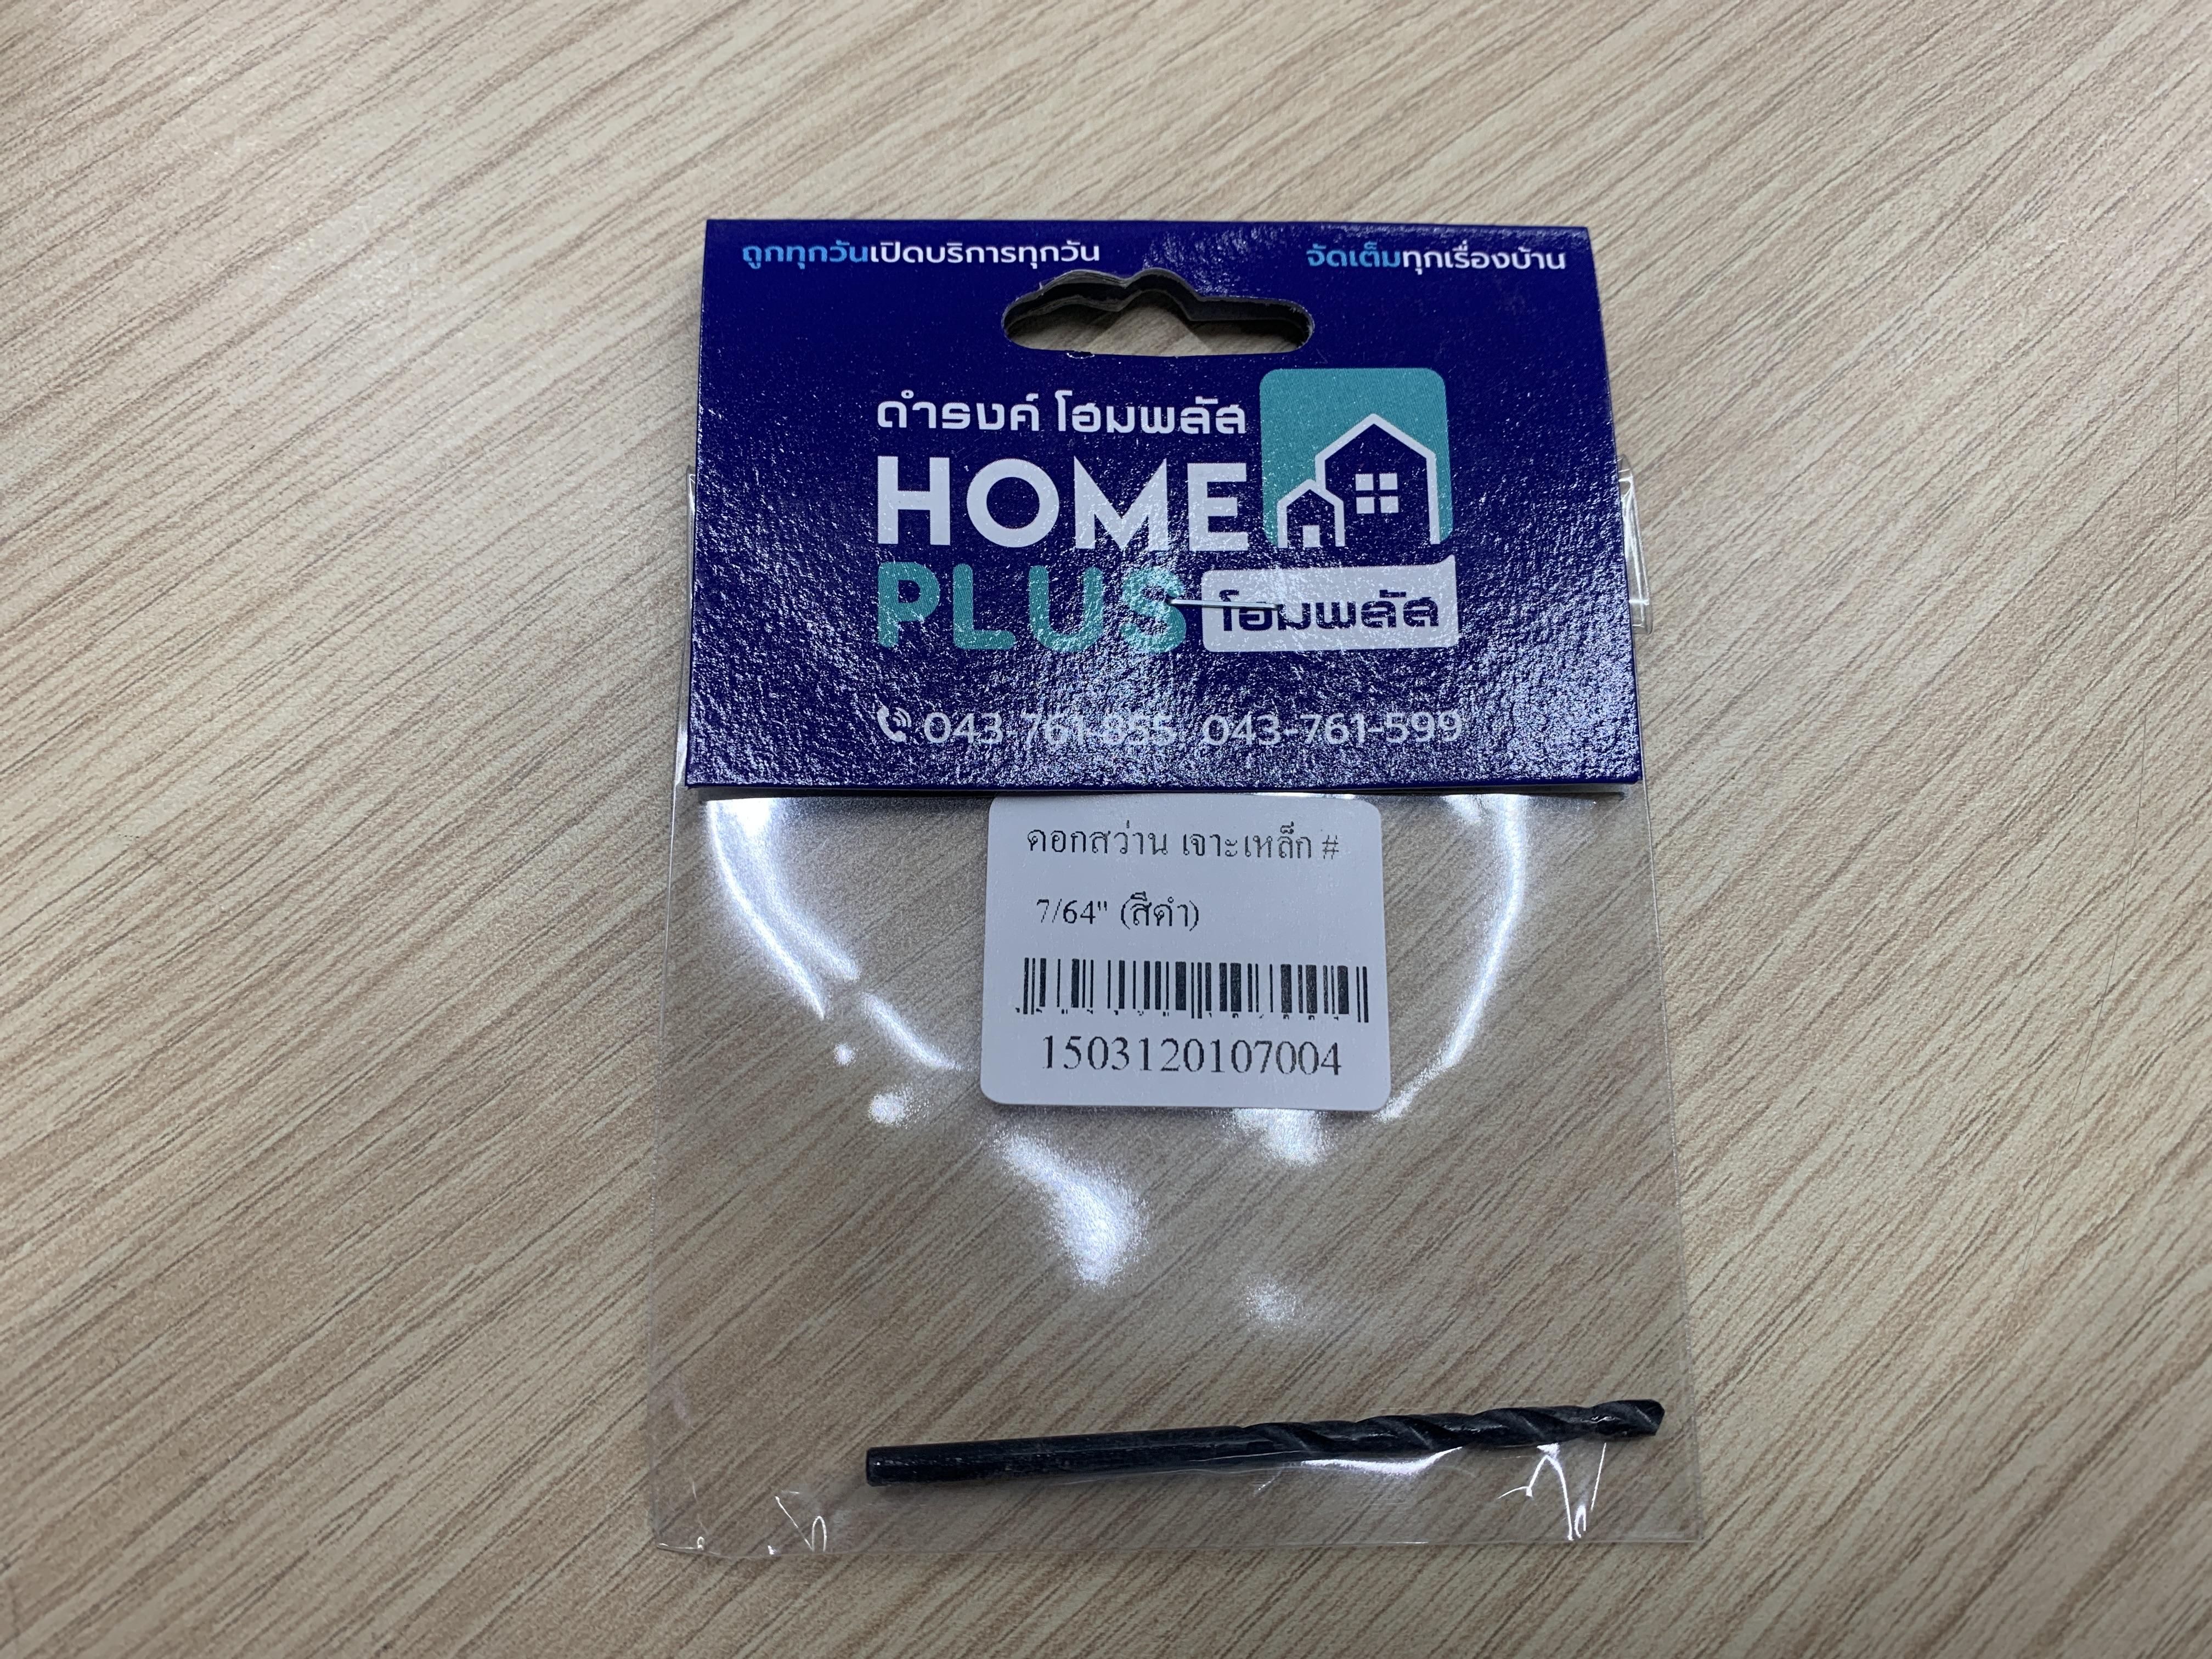 ถูกทุกวันเปิดบริการทุกวัน จัดเต็มทุกเรื่องบ้าน
ดำรงค์ โฮมพลัส
HOME
PLUS โฮมพลัส
043-761-855, 043-761-599
ดอกสว่าน เจาะเหล็ก #
7/64" (สีดำ)
1503120107004